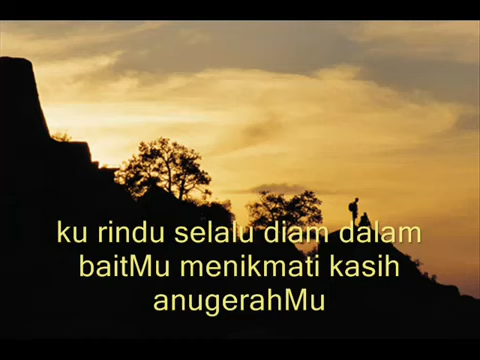 ku rindu selalu diam dalam
baitMu menikmati kasih
anugerahMu